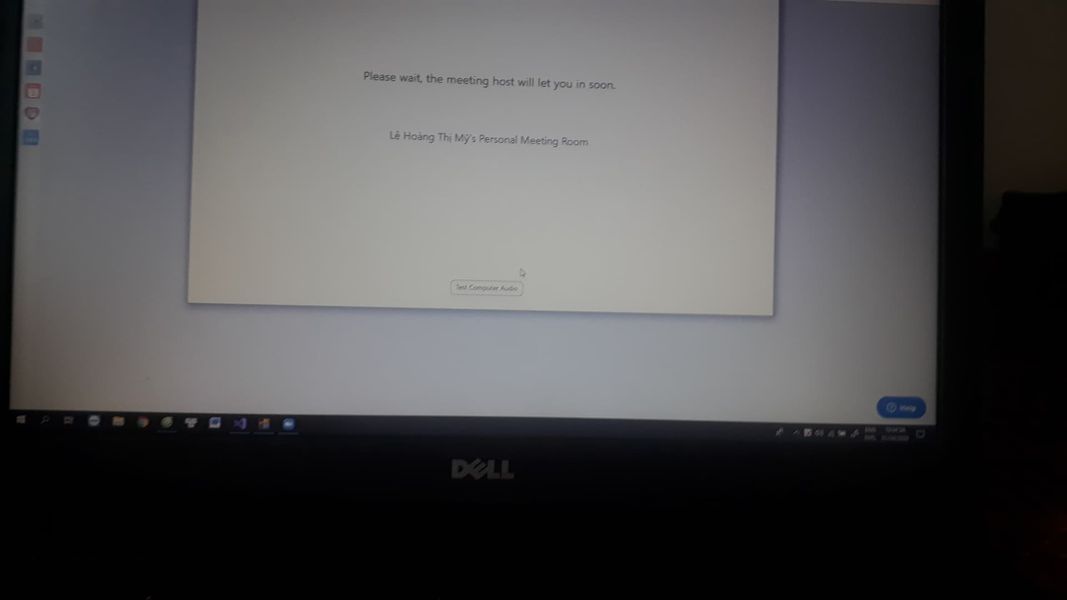 Please wait, the meeting host will let you in soon.
Lê Hoàng Thị Mỹ's Personal Meeting Room
Test Computer Audio
Help
DELL